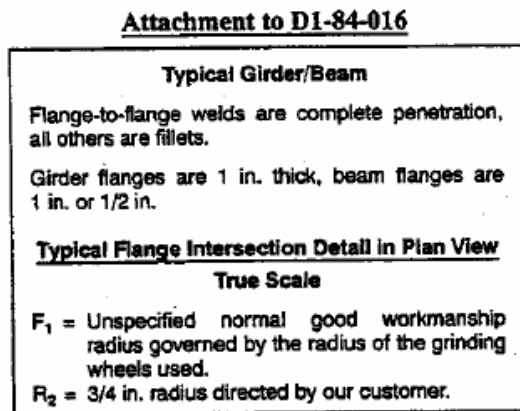 Attachment to D1-84-016
Typical Girder/Beam
Flange-to-flange welds are complete penetration,
all others are fillets.
Girder flanges are 1 in. thick, beam flanges are
1 in. or 1/2 in.
Typical Flange Intersection Detail in Plan View
True Scale
F₁ = Unspecified normal good workmanship
radius governed by the radius of the grinding
wheels used.
R₂ = 3/4 in. radius directed by our customer.